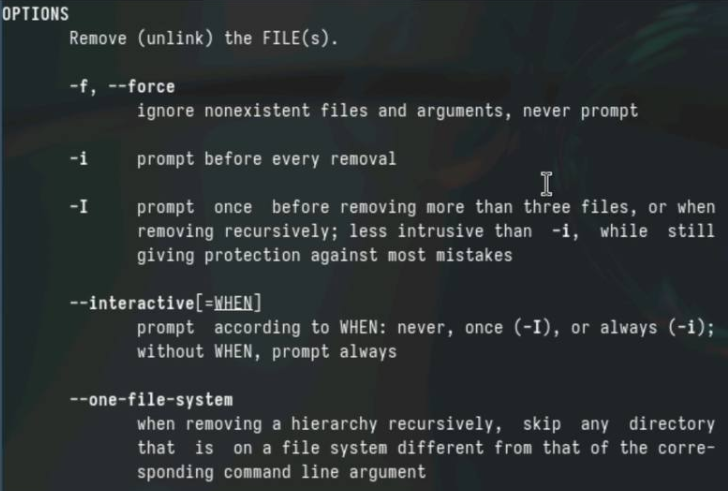 OPTIONS
Remove (unlink) the FILE(s).
-f, --force
ignore nonexistent files and arguments, never prompt
-i prompt before every removal
-I prompt once before removing more than three files, or when
removing recursively; less intrusive than -i, while still
giving protection against most mistakes
--interactive[=WHEN]
prompt according to WHEN: never, once (-I), or always (-i);
without WHEN, prompt always
--one-file-system
when removing a hierarchy recursively, skip any directory
that is on a file system different from that of the corre-
sponding command line argument